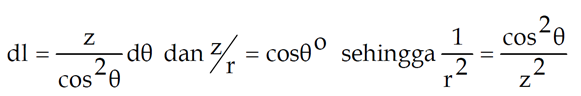 dl = z/cos²θ dθ dan z/r = cosθ° sehingga 1/r² = cos²θ/z²